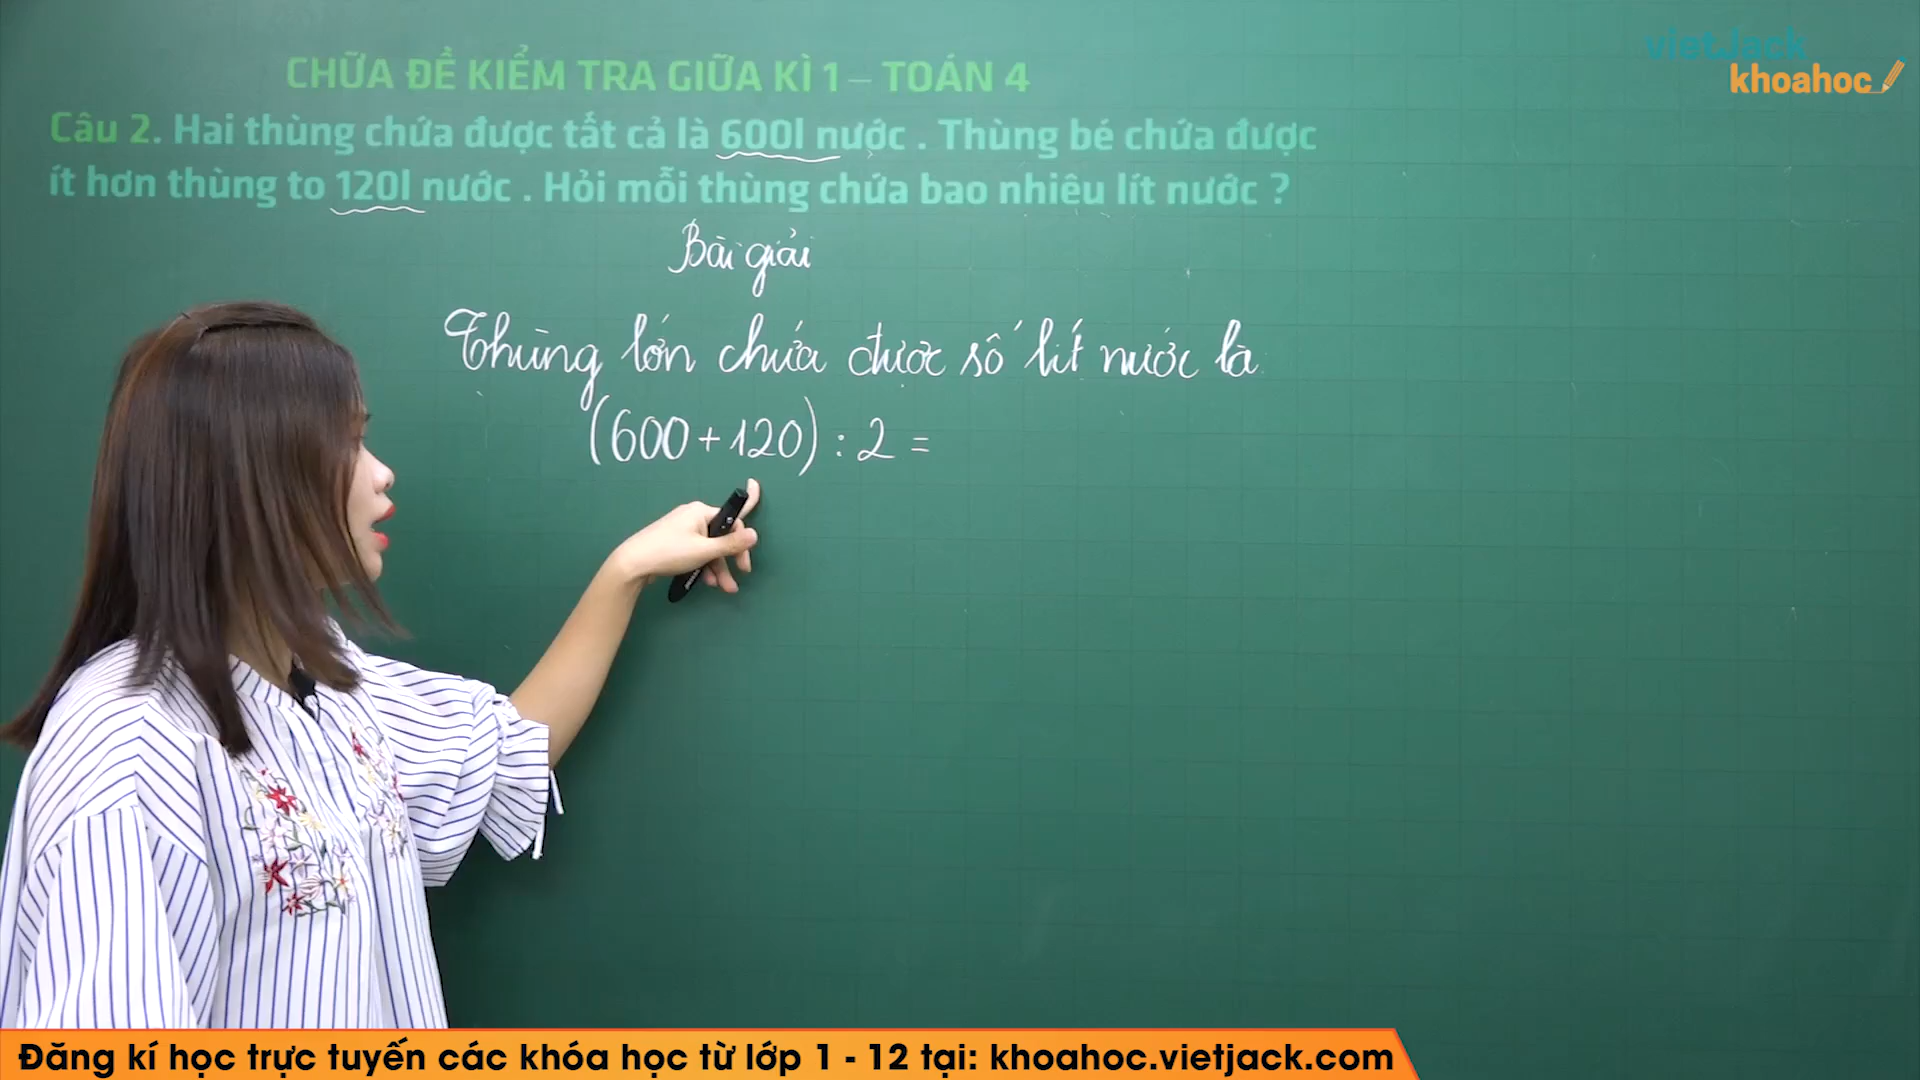 vietJack
khoahoc
CHỮA ĐỀ KIỂM TRA GIỮA KÌ 1 – TOÁN 4
Câu 2. Hai thùng chứa được tất cả là 600l nước . Thùng bé chứa được
ít hơn thùng to 120l nước . Hỏi mỗi thùng chứa bao nhiêu lít nước ?
Bài giải
Thùng lớn chứa được số lít nước là
(600 + 120) : 2 =
Đăng kí học trực tuyến các khóa học từ lớp 1 - 12 tại: khoahoc.vietjack.com